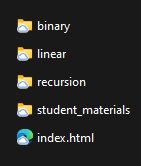 binary
linear
recursion
student_materials
index.html